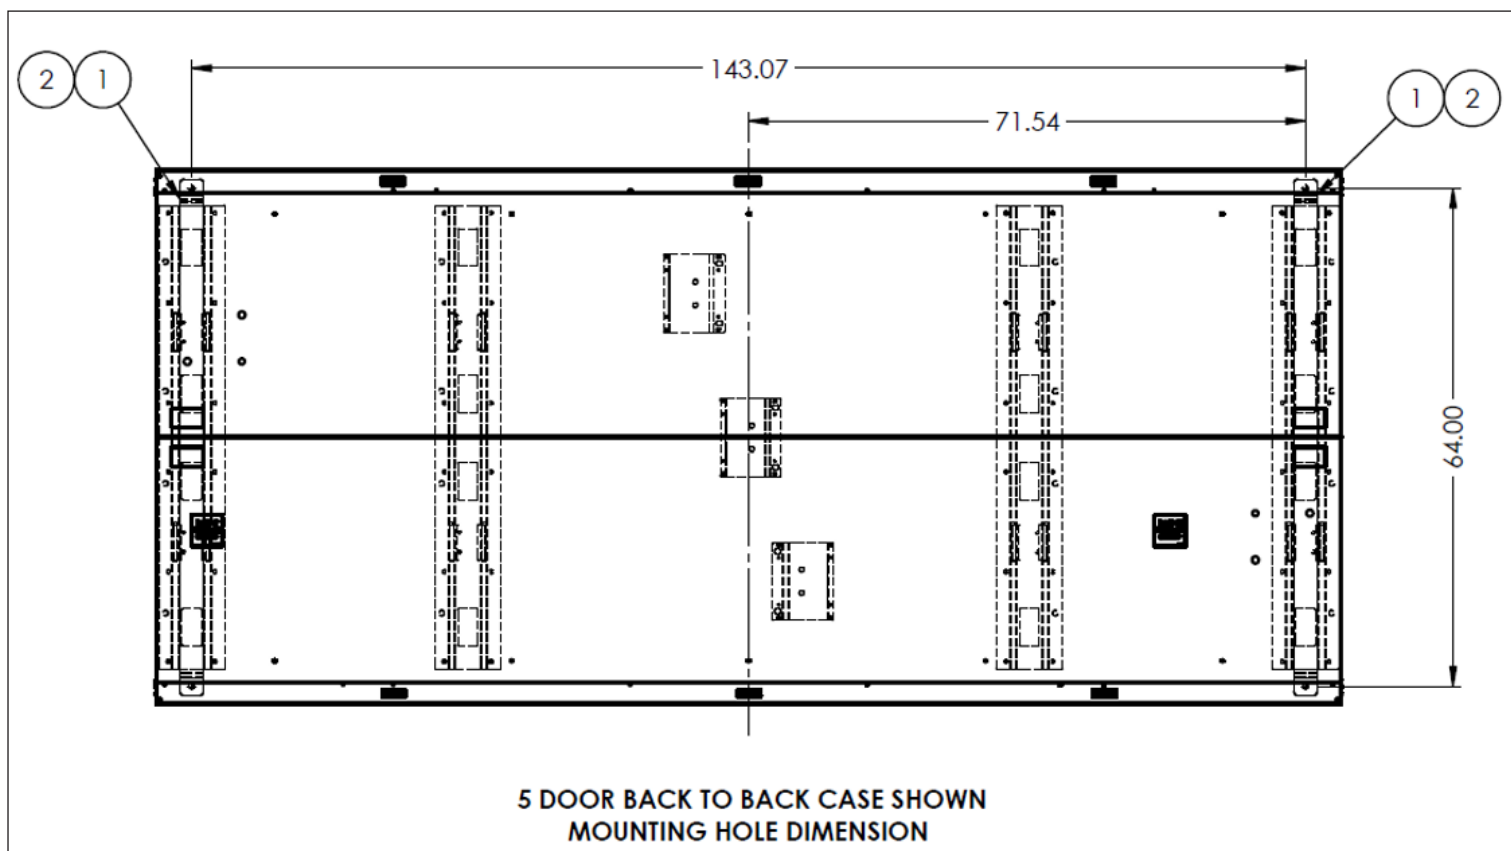 143.07
2 1
1 2
71.54
64.00
5 DOOR BACK TO BACK CASE SHOWN
MOUNTING HOLE DIMENSION